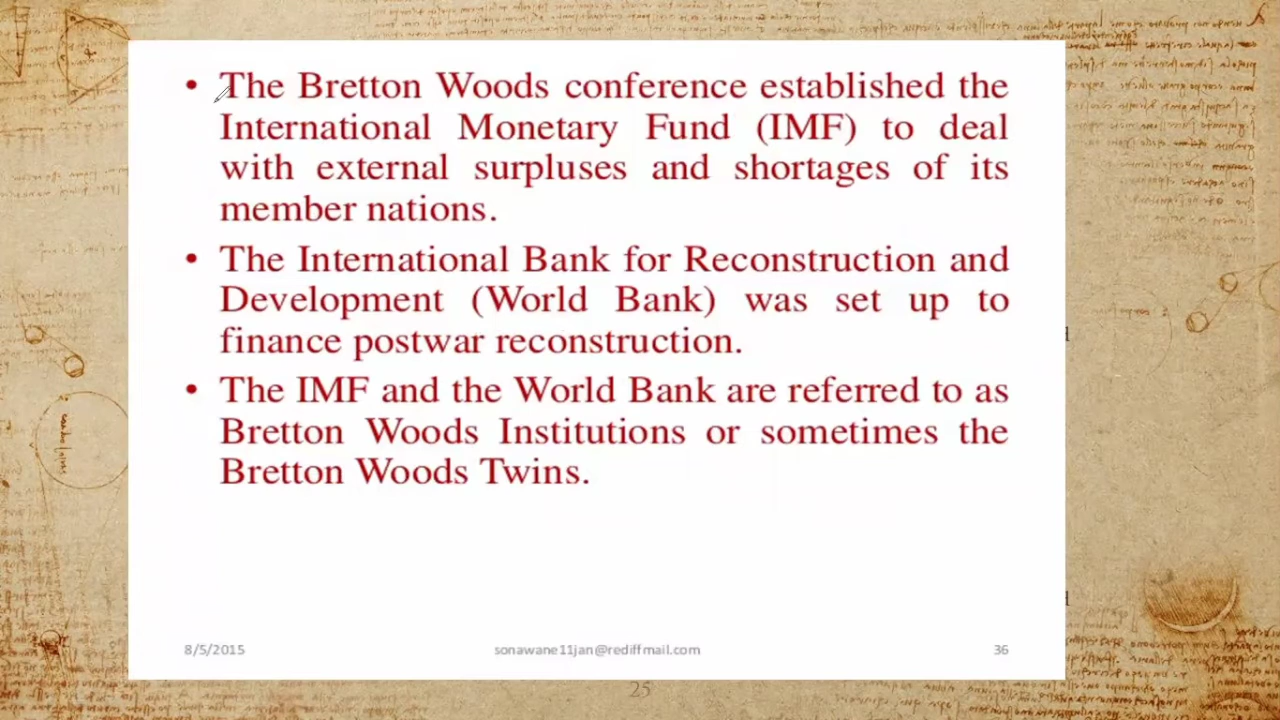 • The Bretton Woods conference established the
International Monetary Fund (IMF) to deal
with external surpluses and shortages of its
member nations.
• The International Bank for Reconstruction and
Development (World Bank) was set up to
finance postwar reconstruction.
• The IMF and the World Bank are referred to as
Bretton Woods Institutions or sometimes the
Bretton Woods Twins.
8/5/2015 sonawane11jan@rediffmail.com 36
25